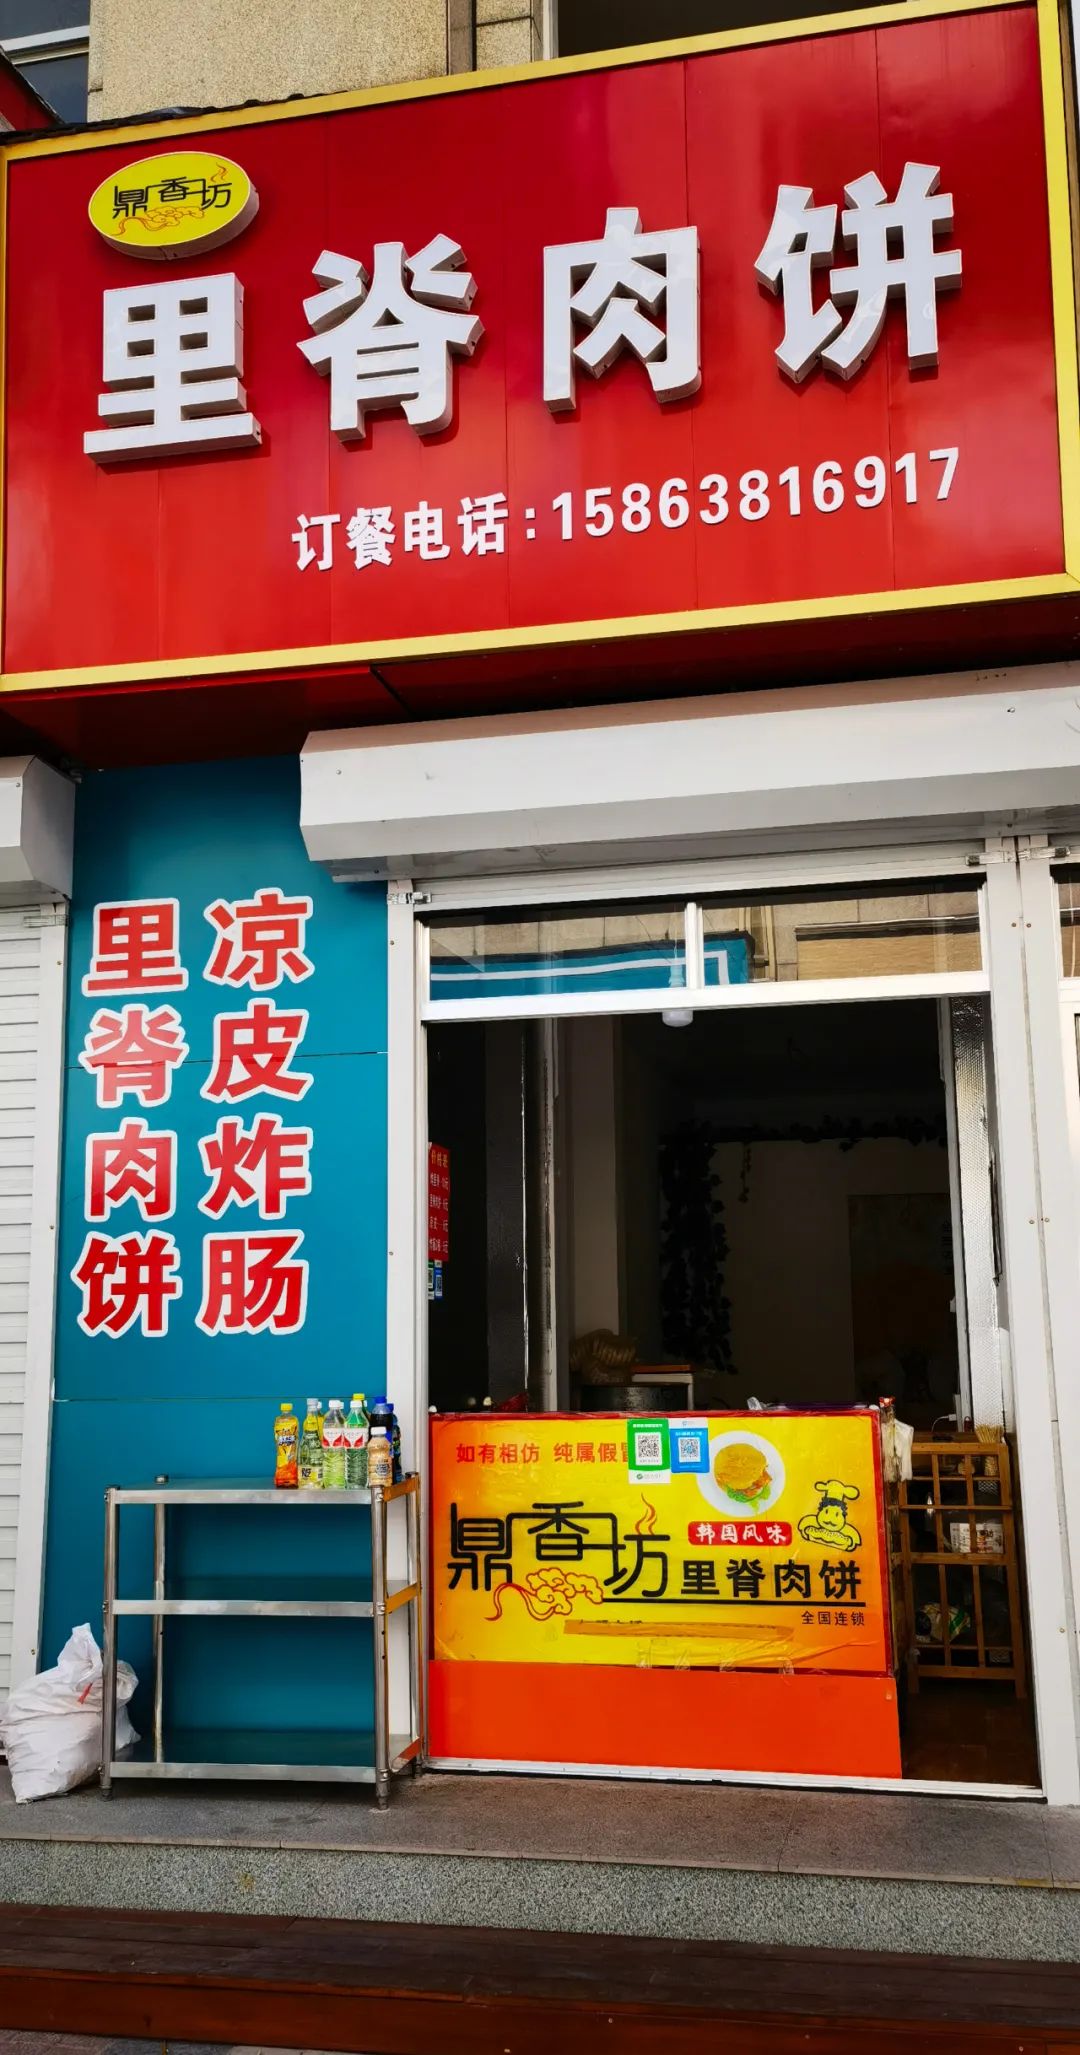 鼎香坊
里脊肉饼
订餐电话:15863816917
凉皮炸肠
里脊肉饼
如有相仿 纯属假冒
韩国风味
鼎香坊里脊肉饼
全国连锁